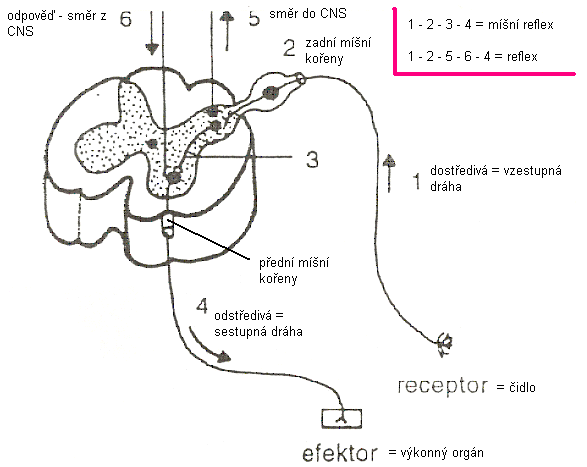 odpověď - směr z
CNS
6
5
směr do CNS
1 - 2 - 3 - 4 = míšní reflex
1 - 2 - 5 - 6 - 4 = reflex
2
zadní míšní
kořeny
3
1
dostředivá = vzestupná
dráha
přední míšní
kořeny
4
odstředivá =
sestupná dráha
receptor = čidlo
efektor = výkonný orgán